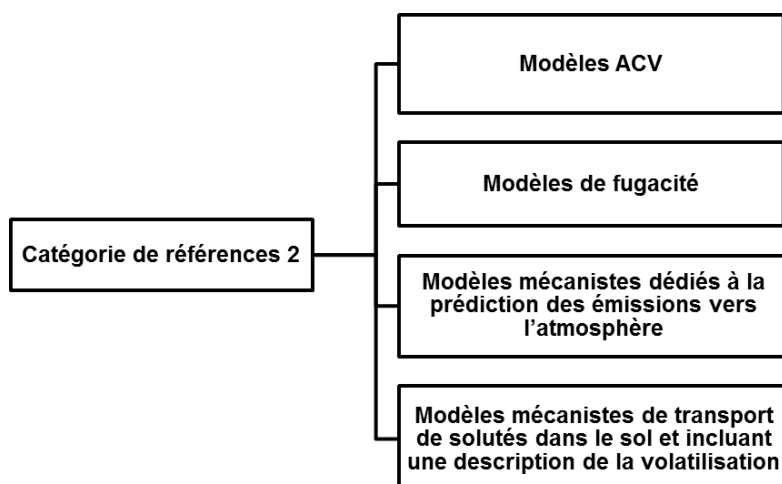 Modèles ACV
Modèles de fugacité
Catégorie de références 2
Modèles mécanistes dédiés à la
prédiction des émissions vers
l'atmosphère
Modèles mécanistes de transport
de solutés dans le sol et incluant
une description de la volatilisation